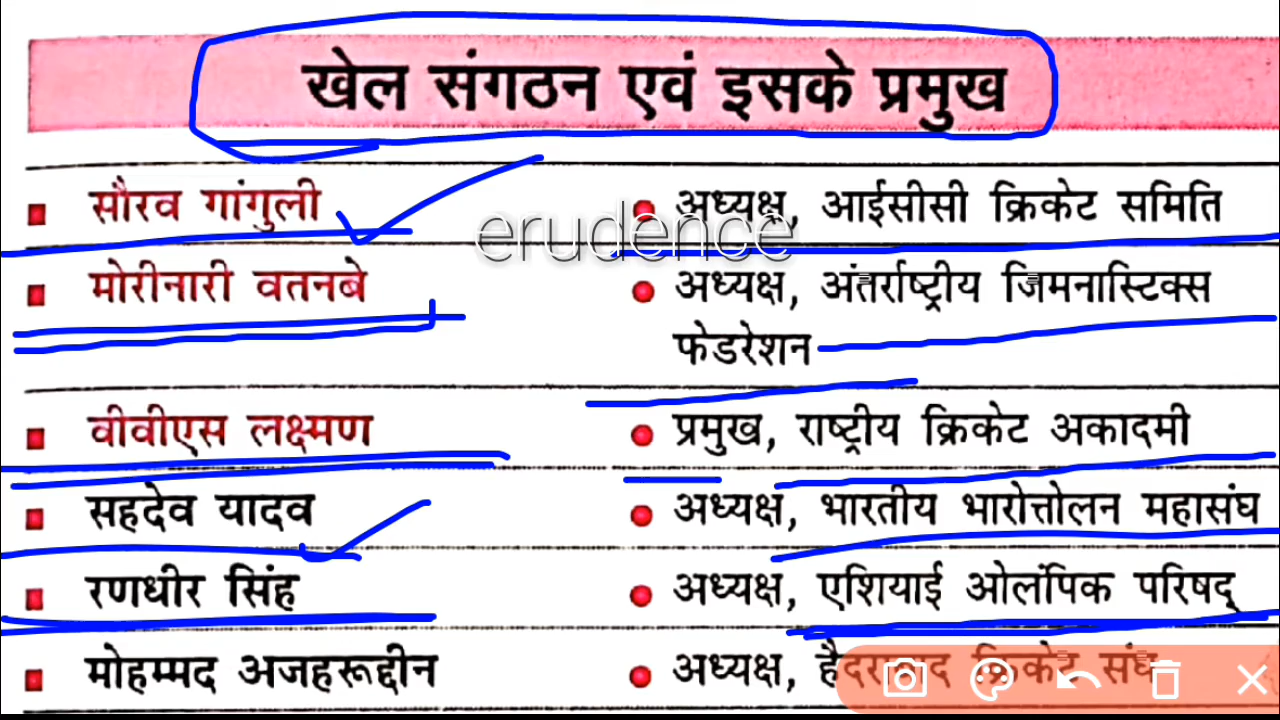 खेल संगठन एवं इसके प्रमुख
सौरव गांगुली अध्यक्ष, आईसीसी क्रिकेट समिति
erudence
मोरीनारी वतनबे अध्यक्ष, अंतर्राष्ट्रीय जिमनास्टिक्स
फेडरेशन
वीवीएस लक्ष्मण प्रमुख, राष्ट्रीय क्रिकेट अकादमी
सहदेव यादव अध्यक्ष, भारतीय भारोत्तोलन महासंघ
रणधीर सिंह अध्यक्ष, एशियाई ओलंपिक परिषद्
मोहम्मद अजहरूद्दीन अध्यक्ष, हैदराबाद क्रिकेट संघ